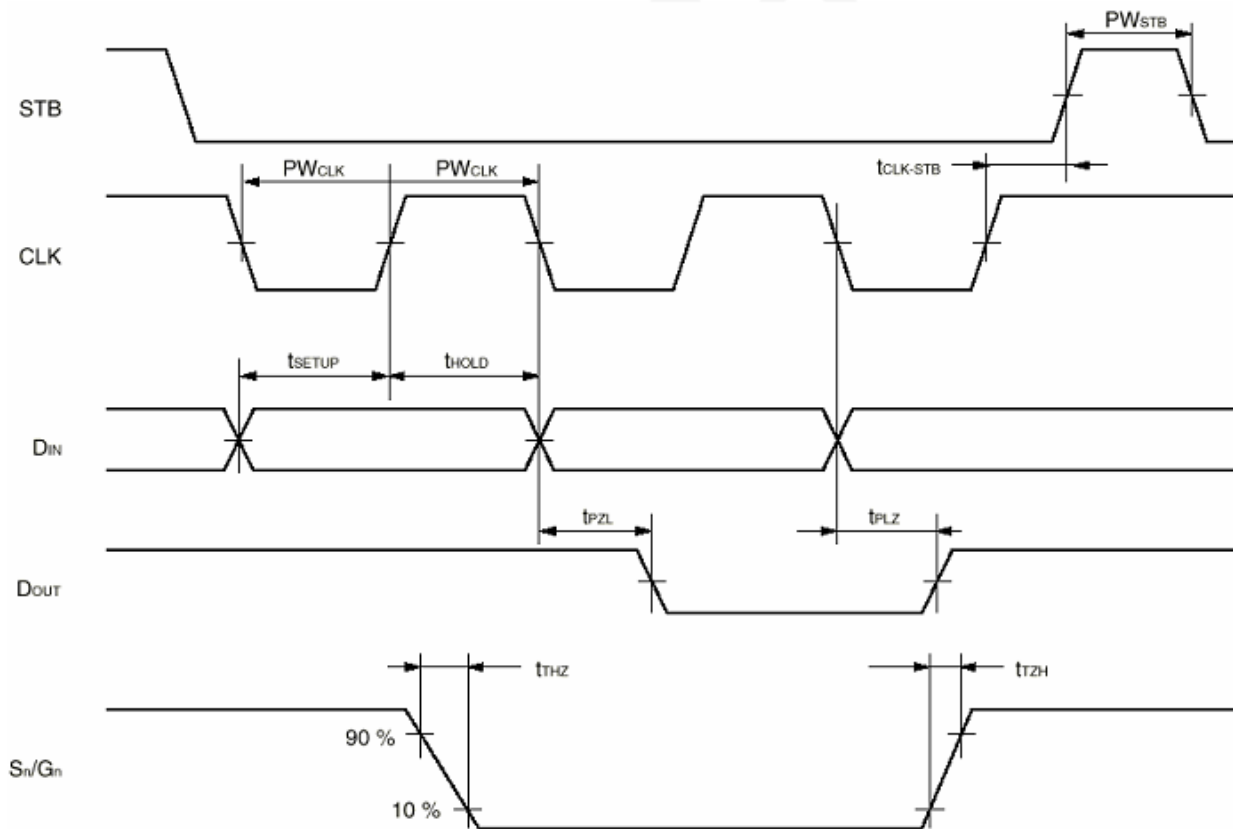 PWSTB
STB
PWCLK PWCLK
tCLK-STB
CLK
tSETUP tHOLD
DIN
tPZL tPLZ
DOUT
tTHZ tTZH
90 %
Sn/Gn
10 %